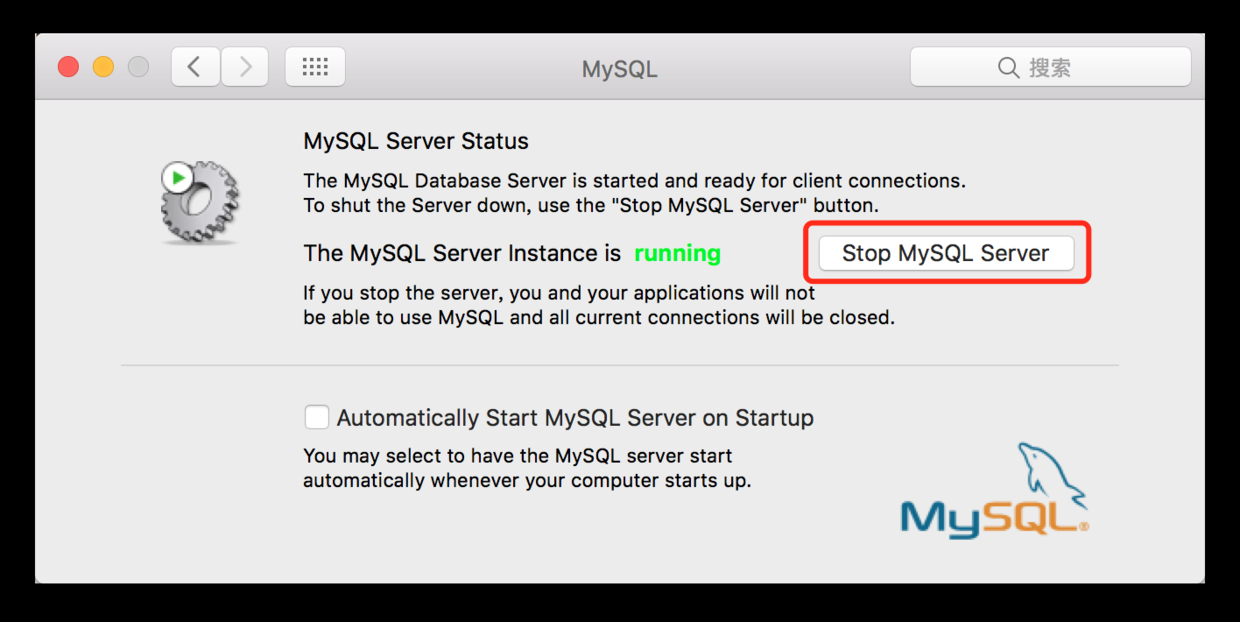 MySQL
搜索
MySQL Server Status
The MySQL Database Server is started and ready for client connections.
To shut the Server down, use the "Stop MySQL Server" button.
The MySQL Server Instance is running
Stop MySQL Server
If you stop the server, you and your applications will not
be able to use MySQL and all current connections will be closed.
Automatically Start MySQL Server on Startup
You may select to have the MySQL server start
automatically whenever your computer starts up.
MySQL®